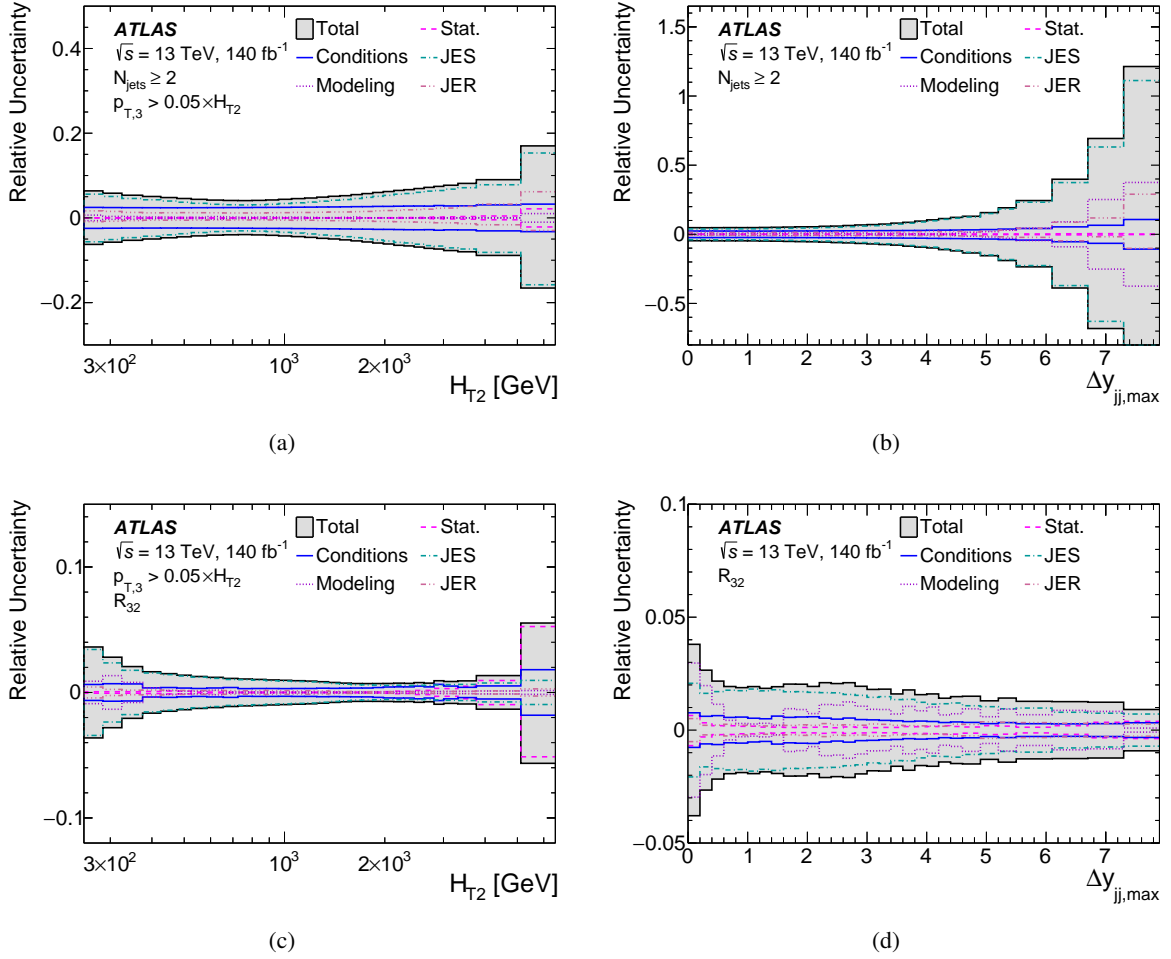 ATLAS
√s = 13 TeV, 140 fb⁻¹
N_jets ≥ 2
p_T,3 > 0.05×H_T2
Total
Stat.
Conditions
JES
Modeling
JER
Relative Uncertainty
0.4
0.2
0
−0.2
3×10²
10³
2×10³
H_T2 [GeV]
(a)
ATLAS
√s = 13 TeV, 140 fb⁻¹
N_jets ≥ 2
Total
Stat.
Conditions
JES
Modeling
JER
Relative Uncertainty
1.5
1
0.5
0
−0.5
0 1 2 3 4 5 6 7
Δy_jj,max
(b)
ATLAS
√s = 13 TeV, 140 fb⁻¹
p_T,3 > 0.05×H_T2
R_32
Total
Stat.
Conditions
JES
Modeling
JER
Relative Uncertainty
0.1
0
−0.1
3×10²
10³
2×10³
H_T2 [GeV]
(c)
ATLAS
√s = 13 TeV, 140 fb⁻¹
R_32
Total
Stat.
Conditions
JES
Modeling
JER
Relative Uncertainty
0.1
0.05
0
−0.05
0 1 2 3 4 5 6 7
Δy_jj,max
(d)